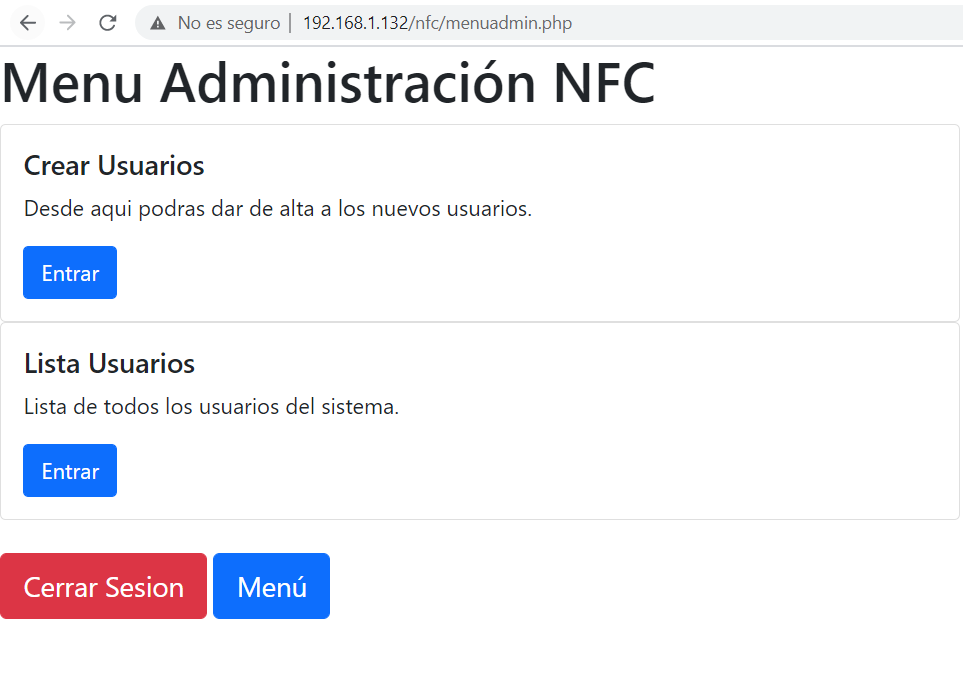 No es seguro | 192.168.1.132/nfc/menuadmin.php
Menu Administración NFC
Crear Usuarios
Desde aqui podras dar de alta a los nuevos usuarios.
Entrar
Lista Usuarios
Lista de todos los usuarios del sistema.
Entrar
Cerrar Sesion Menú